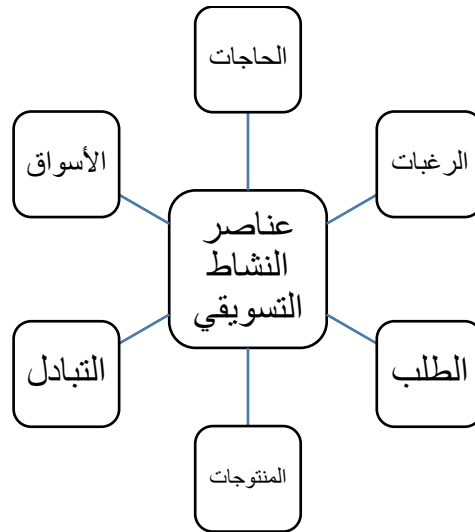 الحاجات
الرغبات
الأسواق
عناصر
النشاط
التسويقي
الطلب
التبادل
المنتوجات